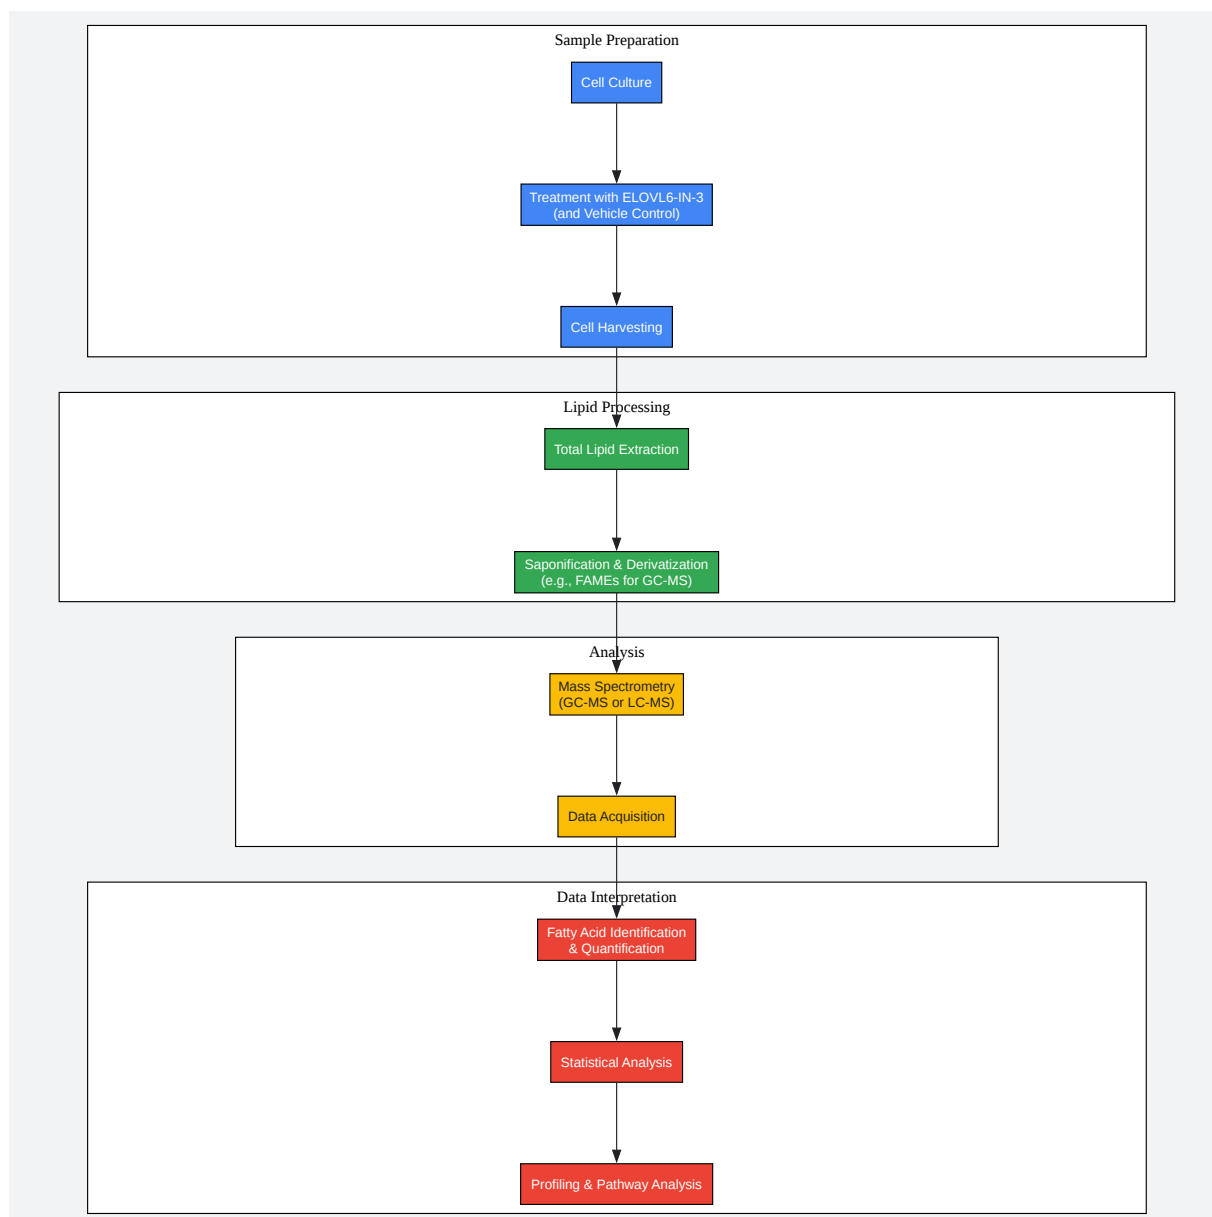 Sample Preparation
Cell Culture
Treatment with ELOVL6-IN-3
(and Vehicle Control)
Cell Harvesting
Lipid Processing
Total Lipid Extraction
Saponification & Derivatization
(e.g., FAMEs for GC-MS)
Analysis
Mass Spectrometry
(GC-MS or LC-MS)
Data Acquisition
Data Interpretation
Fatty Acid Identification
& Quantification
Statistical Analysis
Profiling & Pathway Analysis